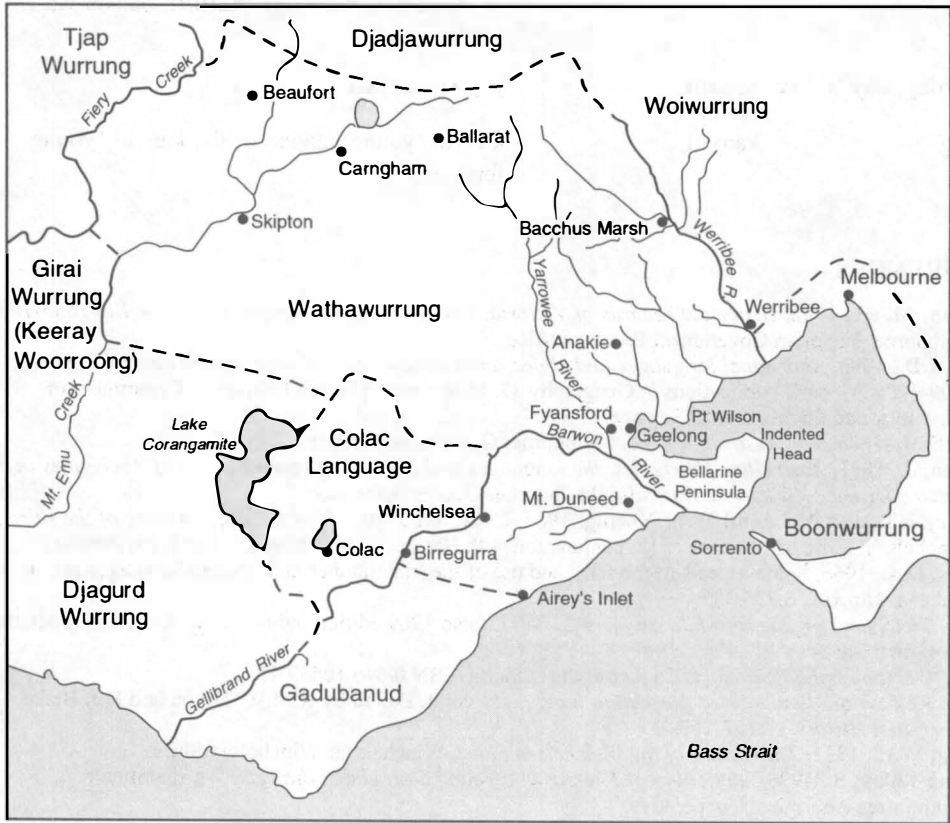 Tjap
Wurrung
Djadjawurrung
Fiery Creek
Beaufort
Woiwurrung
Ballarat
Carngham
Skipton
Bacchus Marsh
Werribee R
Yarrowee River
Girai
Wurrung
(Keeray
Woorroong)
Melbourne
Wathawurrung
Werribee
Anakie
Mt. Emu Creek
Lake
Corangamite
Fyansford
Barwon River
Geelong
Pt Wilson
Indented
Head
Colac
Language
Bellarine
Peninsula
Mt. Duneed
Winchelsea
Boonwurrung
Colac
Birregurra
Sorrento
Djagurd
Wurrung
Airey's Inlet
Gellibrand River
Gadubanud
Bass Strait